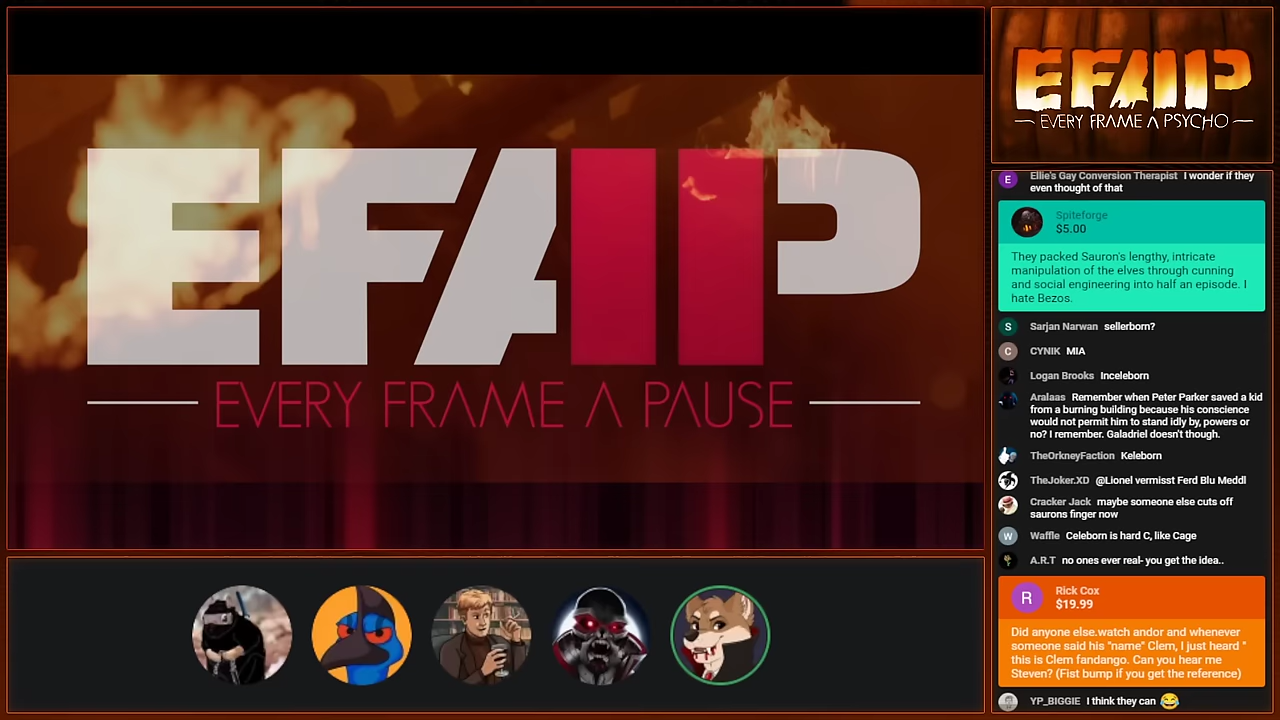 EFAIIP
EVERY FRAME A PAUSE
EFAIIP
EVERY FRAME A PSYCHO
E
Ellie's Gay Conversion Therapist I wonder if they
even thought of that
Spiteforge
$5.00
They packed Sauron's lengthy, intricate
manipulation of the elves through cunning
and social engineering into half an episode. I
hate Bezos.
S
Sarjan Narwan sellerborn?
C
CYNIK MIA
Logan Brooks Inceleborn
Aralaas Remember when Peter Parker saved a kid
from a burning building because his conscience
would not permit him to stand idly by, powers or
no? I remember. Galadriel doesn't though.
TheOrkneyFaction Keleborn
TheJoker.XD @Lionel vermisst Ferd Blu Meddl
Cracker Jack maybe someone else cuts off
saurons finger now
W
Waffle Celeborn is hard C, like Cage
A.R.T no ones ever real- you get the idea..
R
Rick Cox
$19.99
Did anyone else.watch andor and whenever
someone said his "name" Clem, I just heard "
this is Clem fandango. Can you hear me
Steven? (Fist bump if you get the reference)
YP_BIGGIE I think they can 😂